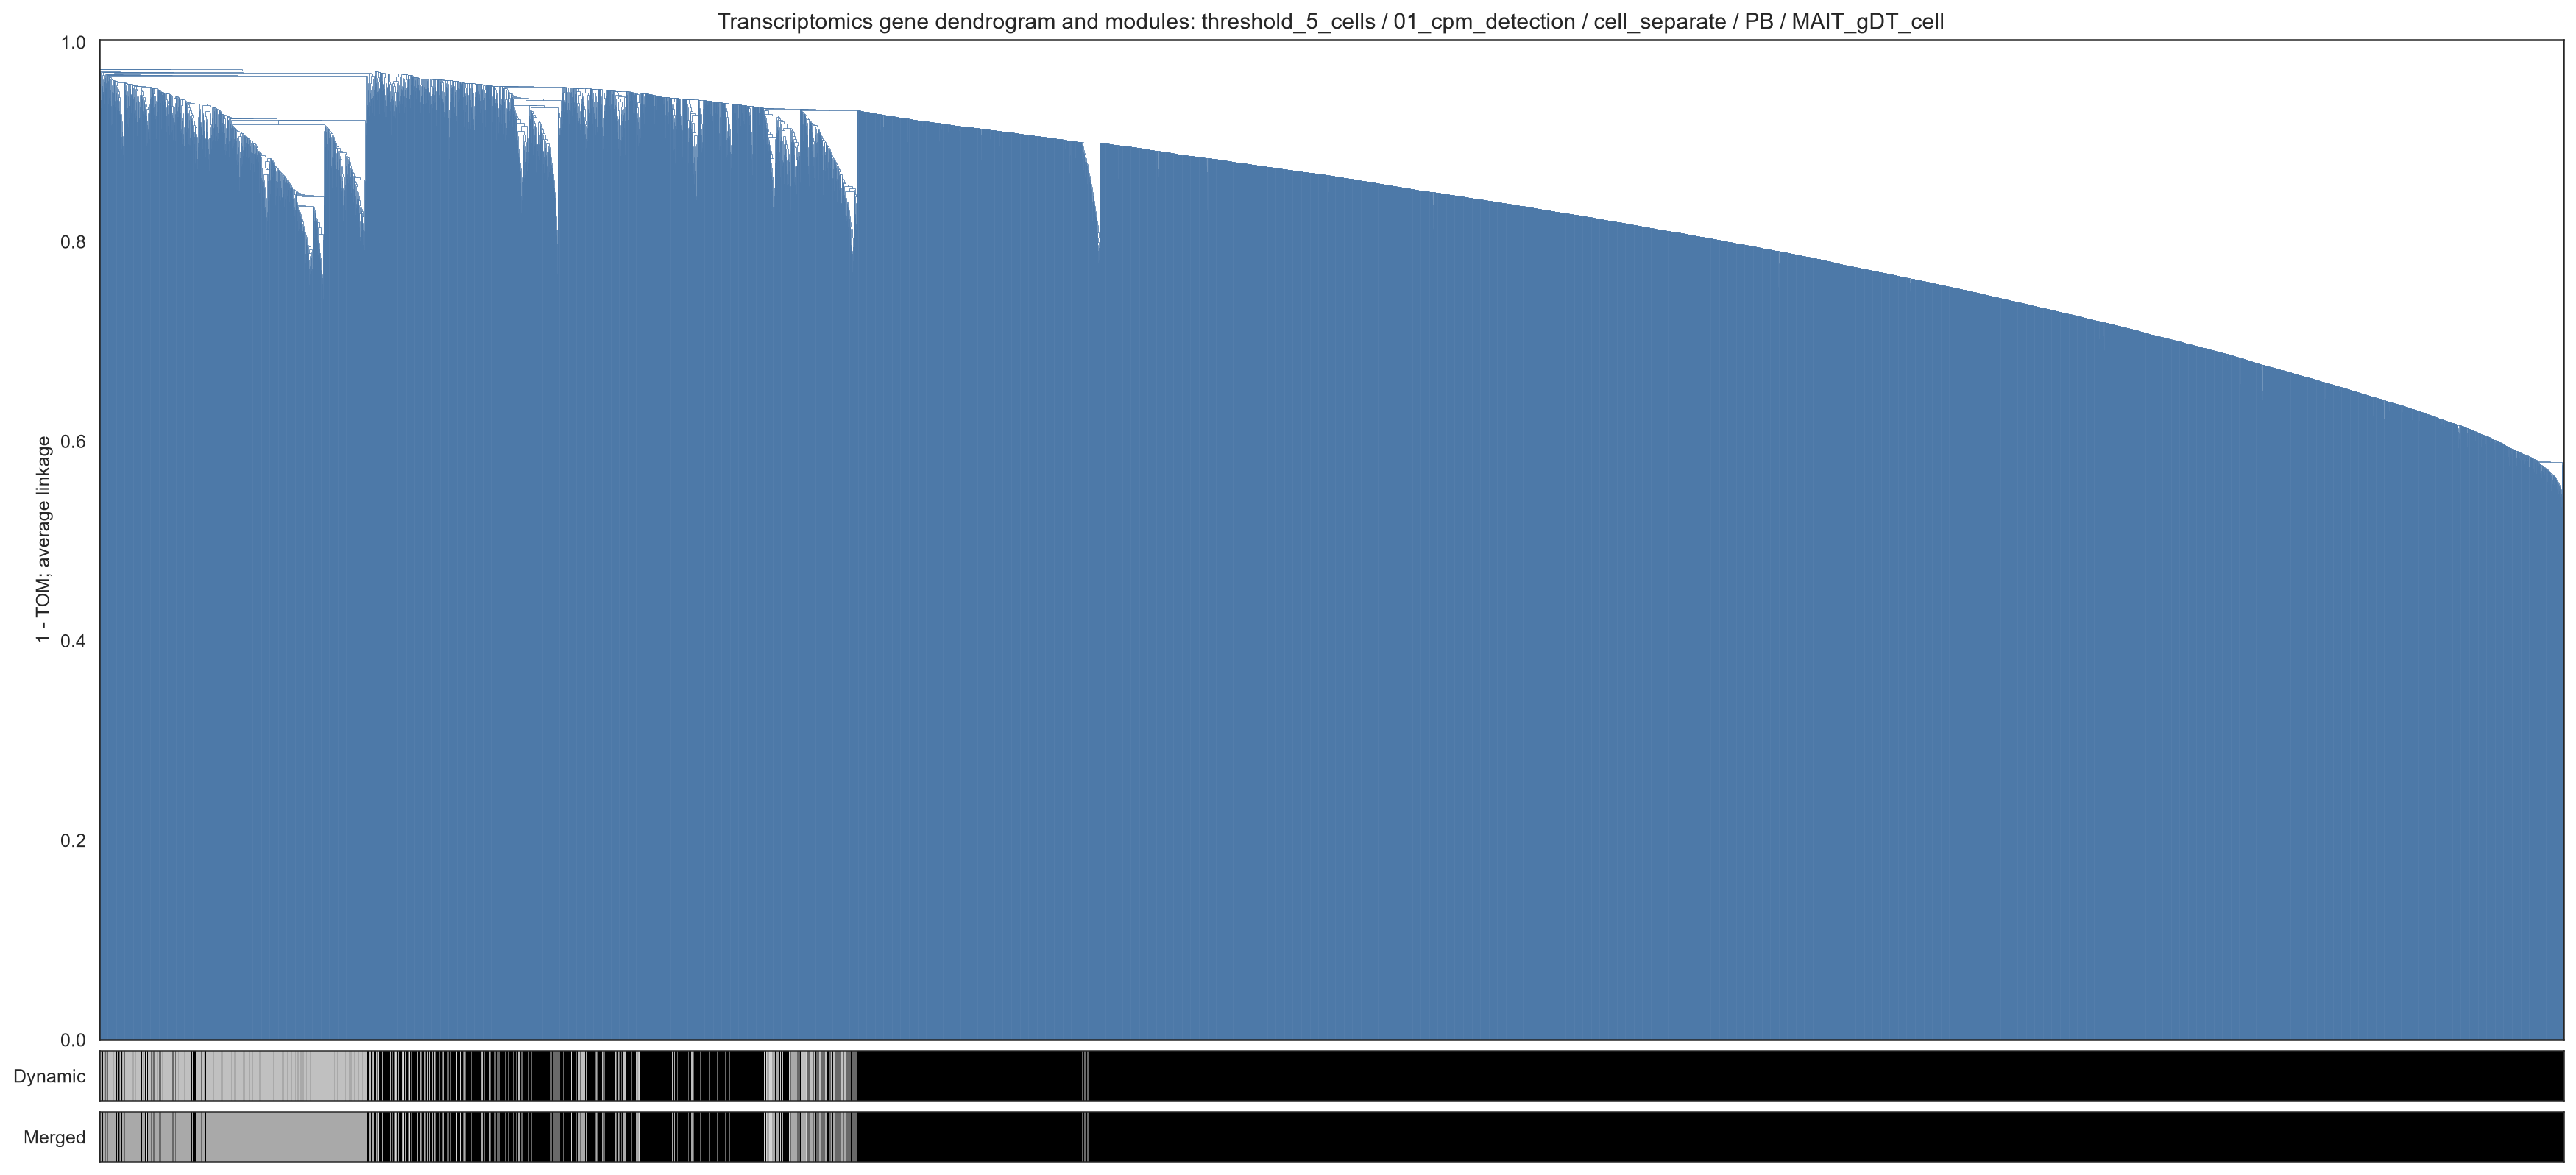 Transcriptomics gene dendrogram and modules: threshold_5_cells / 01_cpm_detection / cell_separate / PB / MAIT_gDT_cell
1.0
0.8
0.6
0.4
0.2
0.0
1 - TOM; average linkage
Dynamic
Merged